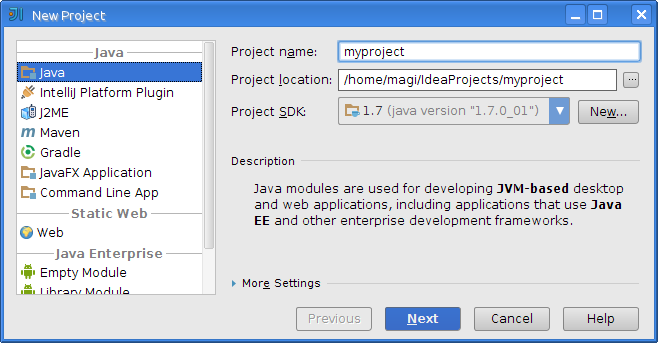 New Project
Java
Java
IntelliJ Platform Plugin
J2ME
Maven
Gradle
JavaFX Application
Command Line App
Static Web
Web
Java Enterprise
Empty Module
Library Module
Project name: myproject
Project location: /home/magi/IdeaProjects/myproject ...
Project SDK: 1.7 (java version "1.7.0_01") New...
Description
Java modules are used for developing JVM-based desktop
and web applications, including applications that use Java
EE and other enterprise development frameworks.
More Settings
Previous Next Cancel Help